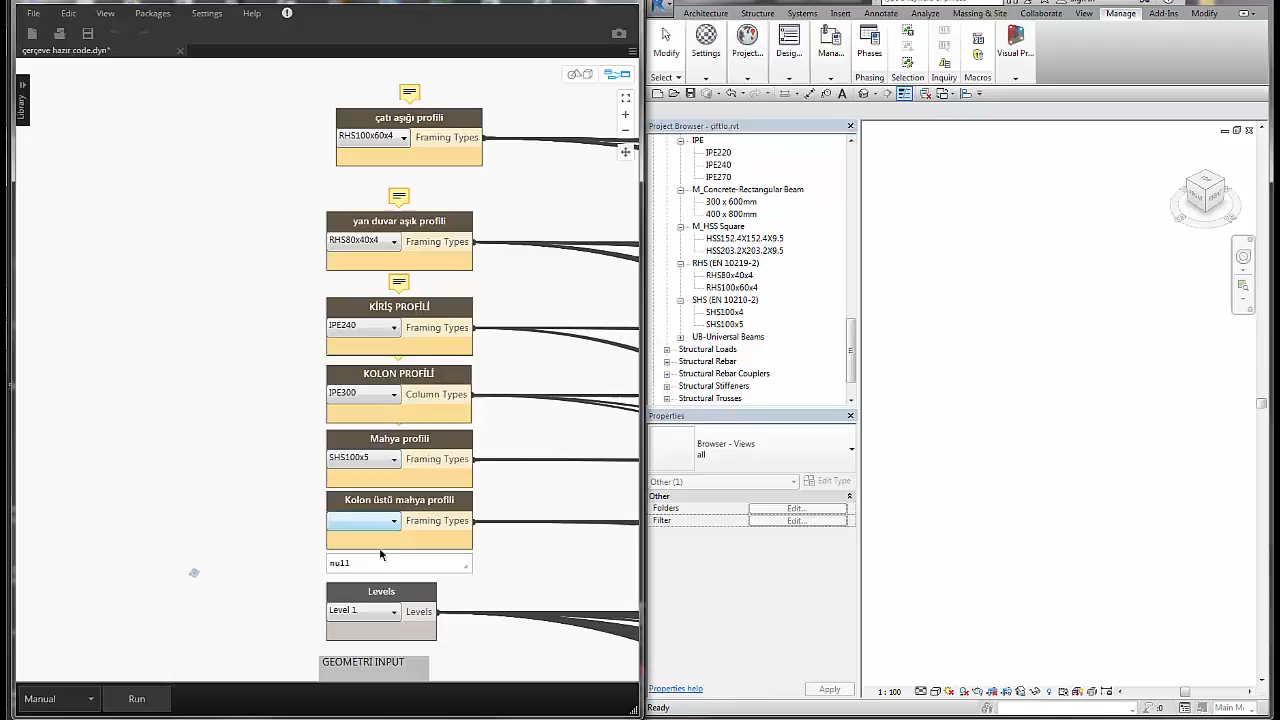 File Edit View Packages Settings Help
çerçeve hazır code.dyn*
Library
çatı aşığı profili
RHS100x60x4 Framing Types
yan duvar aşık profili
RHS80x40x4 Framing Types
KİRİŞ PROFİLİ
IPE240 Framing Types
KOLON PROFİLİ
IPE300 Column Types
Mahya profili
SHS100x5 Framing Types
Kolon üstü mahya profili
Framing Types
null
Levels
Level 1 Levels
GEOMETRİ INPUT
Manual Run
Architecture Structure Systems Insert Annotate Analyze Massing & Site Collaborate View Manage Add-Ins Modify
Modify Settings Project... Desig... Mana... Phases Visual Pr...
Select Phasing Selection Inquiry Macros
Project Browser - çiftlo.rvt
IPE
IPE220
IPE240
IPE270
M_Concrete-Rectangular Beam
300 x 600mm
400 x 800mm
M_HSS Square
HSS152.4X152.4X9.5
HSS203.2X203.2X9.5
RHS (EN 10219-2)
RHS80x40x4
RHS100x60x4
SHS (EN 10210-2)
SHS100x4
SHS100x5
UB-Universal Beams
Structural Loads
Structural Rebar
Structural Rebar Couplers
Structural Stiffeners
Structural Trusses
Properties
Browser - Views
all
Other (1) Edit Type
Other
Folders Edit...
Filter Edit...
Properties help Apply
1 : 100
Ready :0 Main M